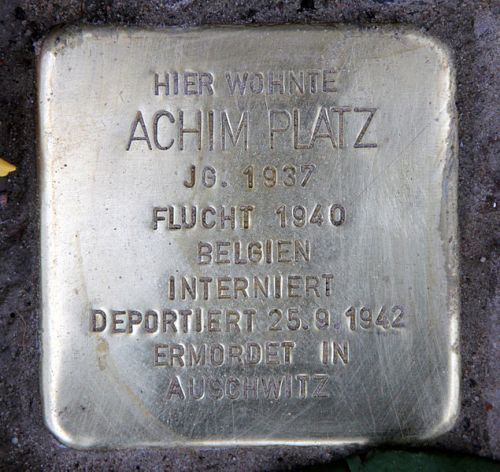 HIER WOHNTE
ACHIM PLATZ
JG. 1937
FLUCHT 1940
BELGIEN
INTERNIERT
DEPORTIERT 25.9.1942
ERMORDET IN
AUSCHWITZ